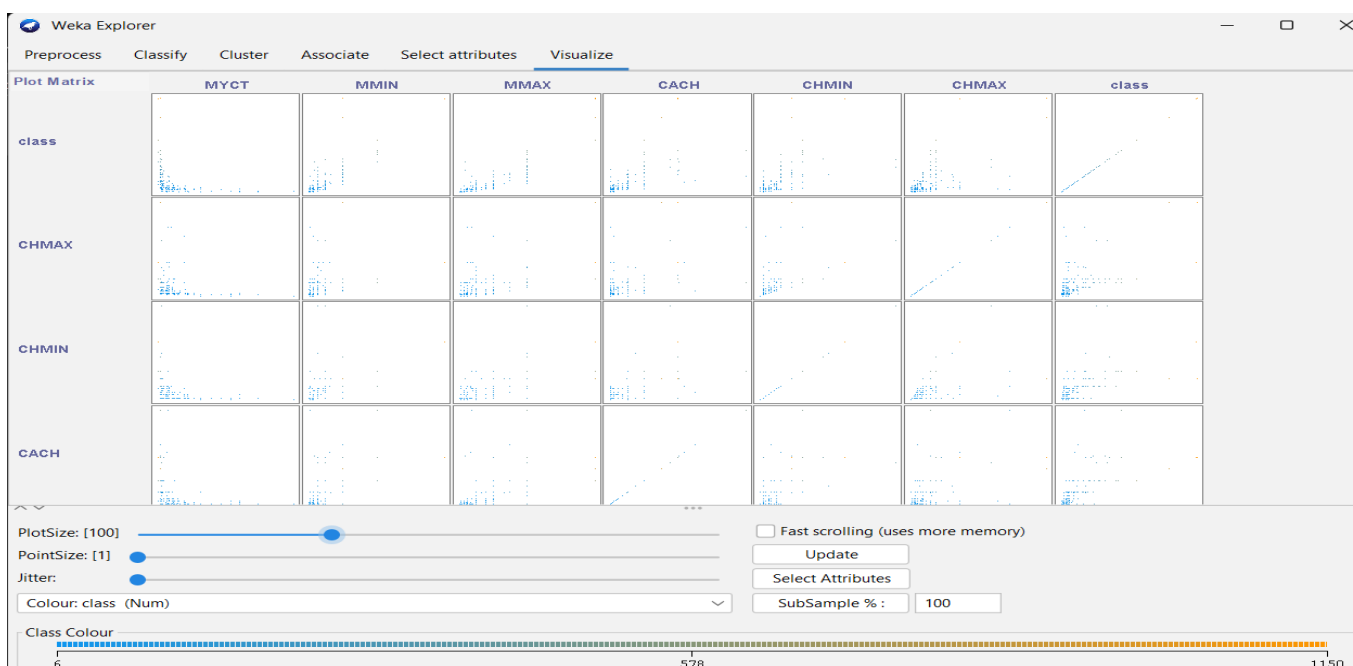 Weka Explorer
Preprocess Classify Cluster Associate Select attributes Visualize
Plot Matrix MYCT MMIN MMAX CACH CHMIN CHMAX class
class
CHMAX
CHMIN
CACH
PlotSize: [100] Fast scrolling (uses more memory)
PointSize: [1] Update
Jitter: Select Attributes
Colour: class (Num) SubSample % : 100
Class Colour
6 578 1150